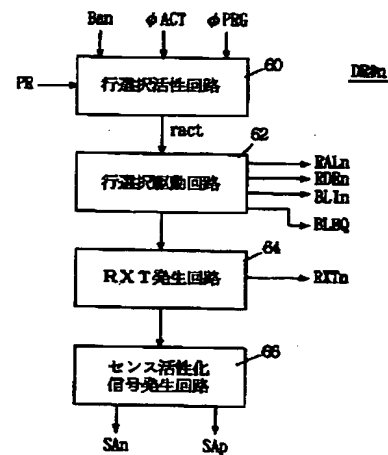 Ban φACT φPRG
60
DR#n
PR 行選択活性回路
ract
62
行選択駆動回路
RALn
RDRn
BLIn
BLEQ
64
RXT発生回路
RXTn
66
センス活性化
信号発生回路
SAn SAp